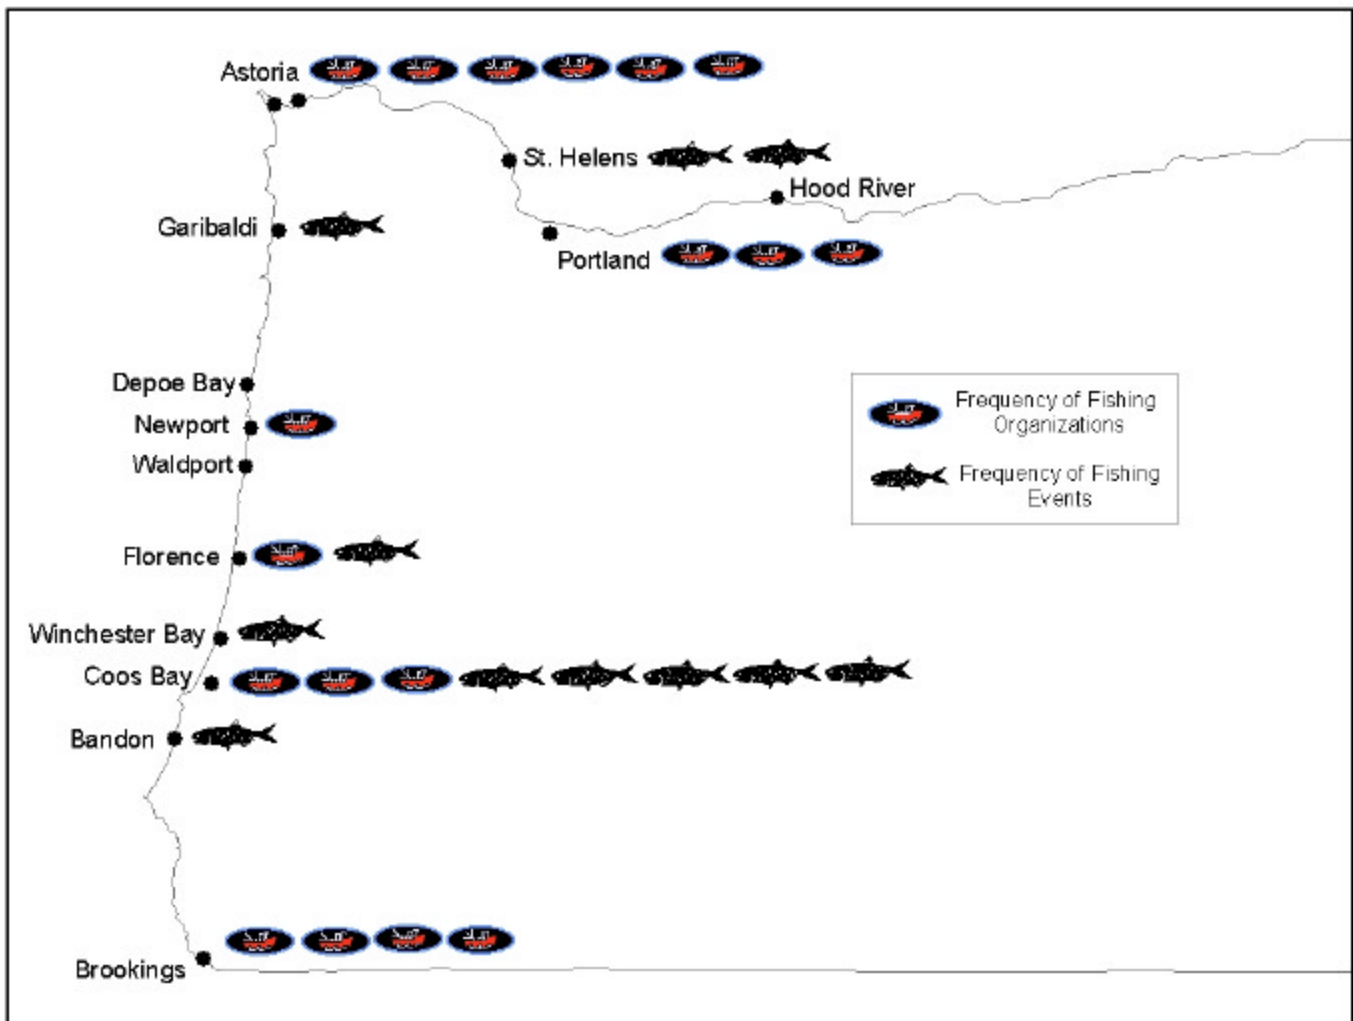 Astoria
St. Helens
Hood River
Garibaldi
Portland
Depoe Bay
Newport
Waldport
Frequency of Fishing
Organizations
Frequency of Fishing
Events
Florence
Winchester Bay
Coos Bay
Bandon
Brookings